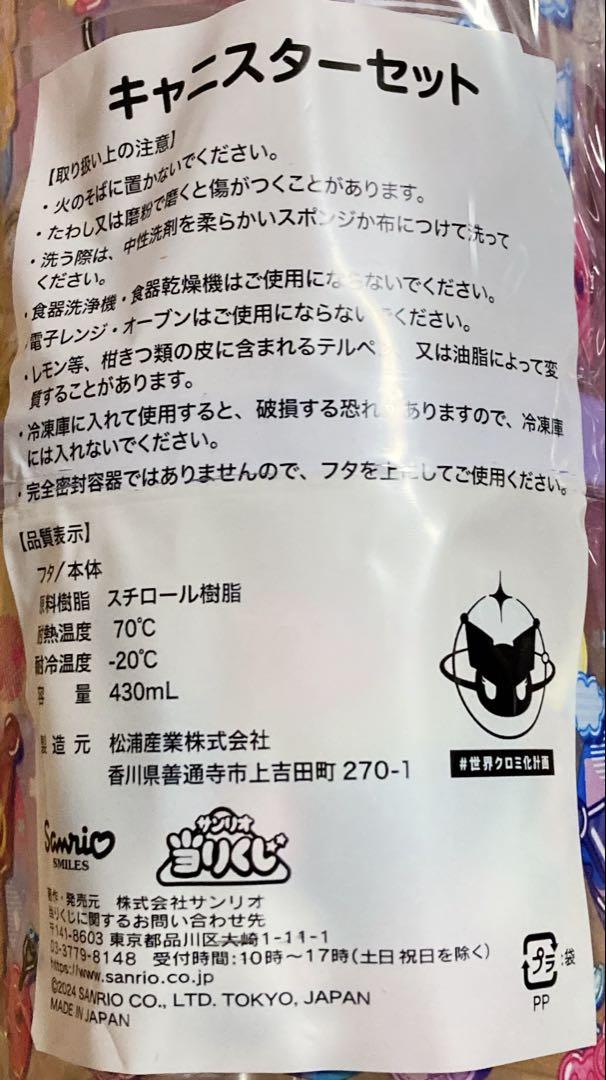 キャニスターセット
【取り扱い上の注意】
・火のそばに置かないでください。
・たわし又は磨粉で磨くと傷がつくことがあります。
・洗う際は、中性洗剤を柔らかいスポンジか布につけて洗って
ください。
・食器洗浄機・食器乾燥機はご使用にならないでください。
・電子レンジ・オーブンはご使用にならないでください。
・レモン等、柑きつ類の皮に含まれるテルペン 又は油脂によって変
質することがあります。
・冷凍庫に入れて使用すると、破損する恐れがありますので、冷凍庫
には入れないでください。
・完全密封容器ではありませんので、フタを上にしてご使用ください。
【品質表示】
フタ/本体
原料樹脂 スチロール樹脂
耐熱温度 70℃
耐冷温度 -20℃
容量 430mL
製造元 松浦産業株式会社
香川県善通寺市上吉田町270-1
#世界クロミ化計画
Sanrio
SMILES
サンリオ
当りくじ
著作・発売元 株式会社サンリオ
当りくじに関するお問い合わせ先
〒141-8603 東京都品川区大崎1-11-1
03-3779-8148 受付時間:10時～17時(土日祝日を除く)
https://www.sanrio.co.jp
©2024 SANRIO CO., LTD. TOKYO, JAPAN
MADE IN JAPAN
プラ :袋
PP